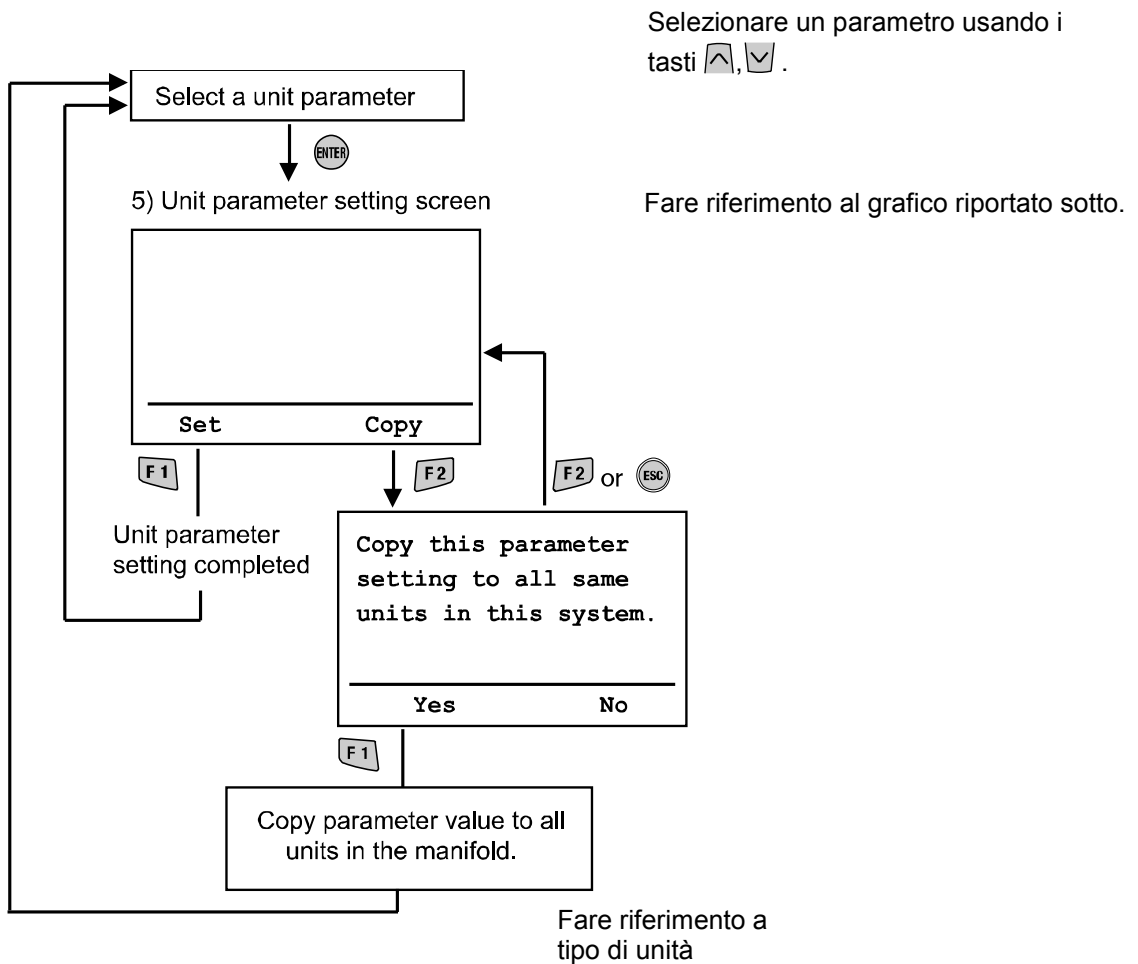 Selezionare un parametro usando i
tasti , .
Select a unit parameter
ENTER
5) Unit parameter setting screen
Fare riferimento al grafico riportato sotto.
Set Copy
F1
F2
F2 or ESC
Unit parameter
setting completed
Copy this parameter
setting to all same
units in this system.
Yes No
F1
Copy parameter value to all
units in the manifold.
Fare riferimento a
tipo di unità